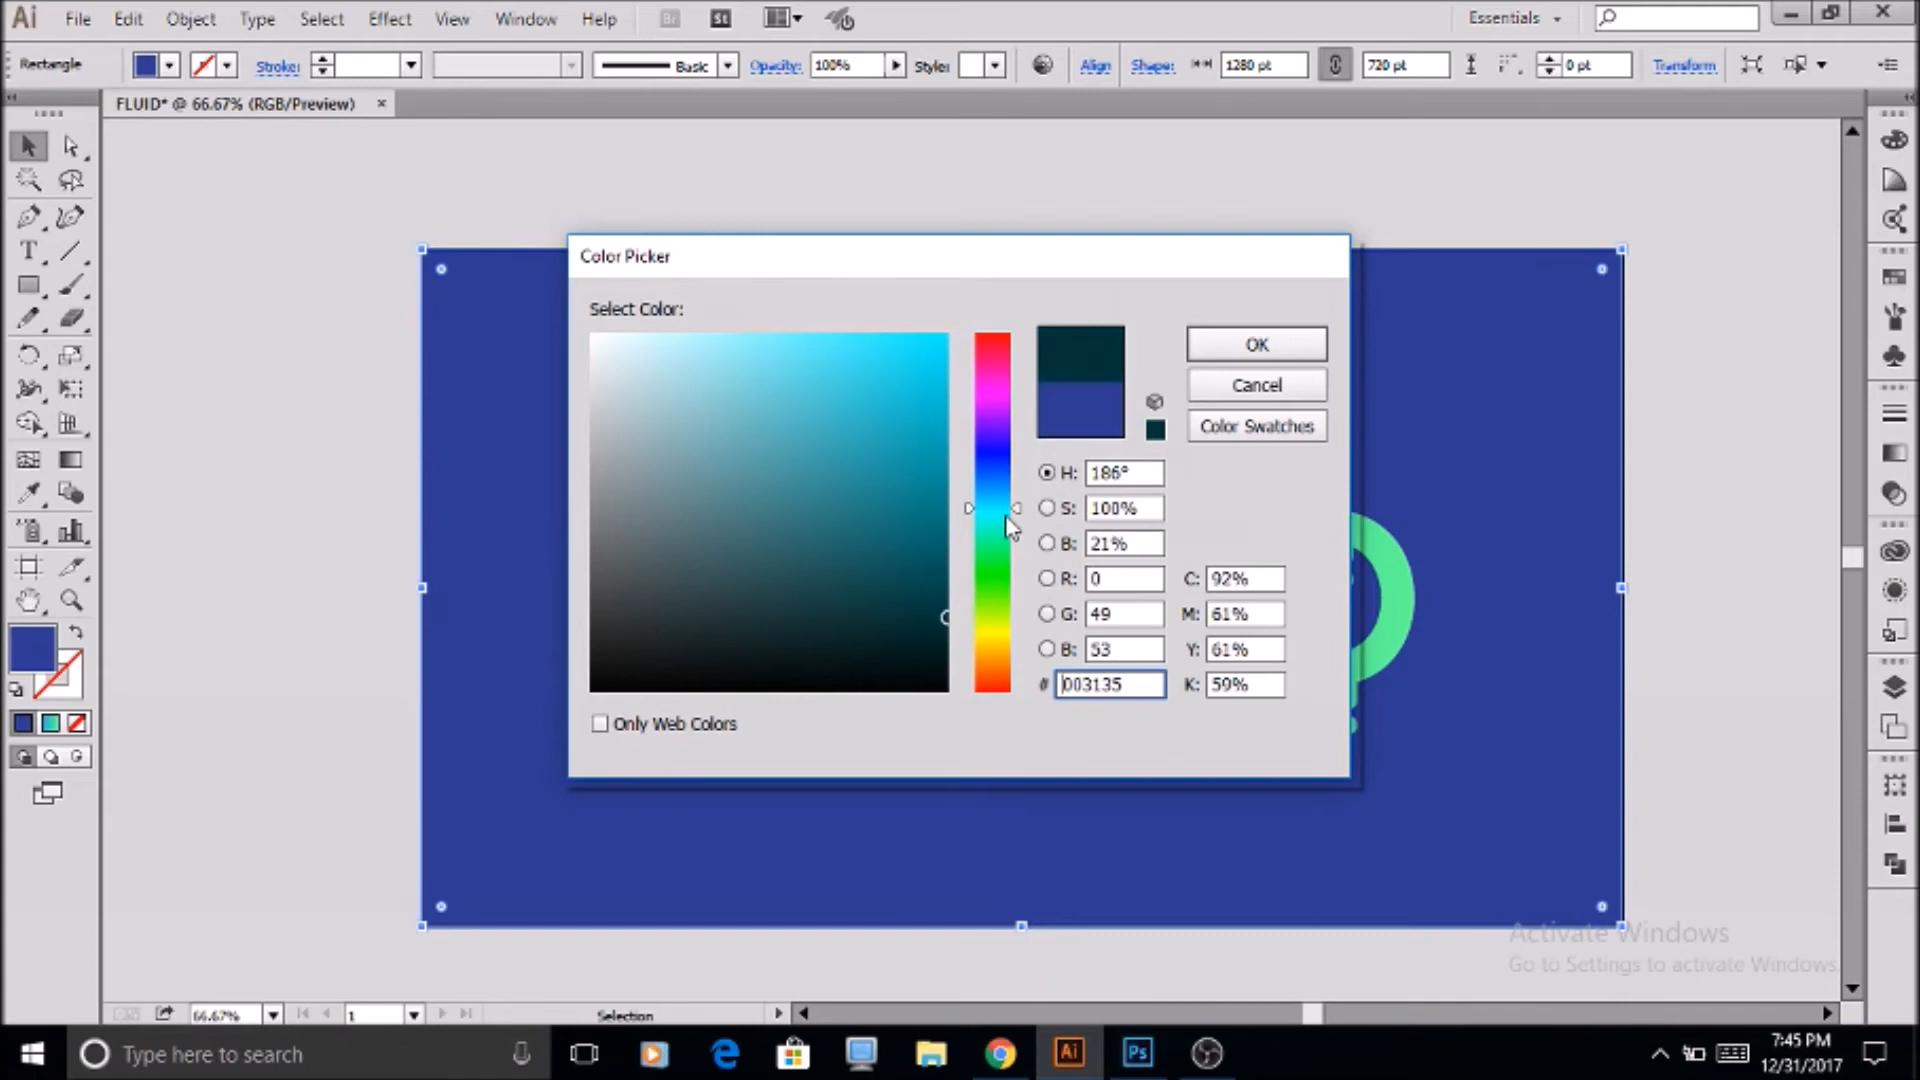 Ai File Edit Object Type Select Effect View Window Help Br St Essentials
Rectangle Stroke: Basic Opacity: 100% Style: Align Shape: 1280 pt 720 pt 0 pt Transform
FLUID* @ 66.67% (RGB/Preview) ×
Color Picker
Select Color:
OK
Cancel
Color Swatches
H: 186°
S: 100%
B: 21%
R: 0 C: 92%
G: 49 M: 61%
B: 53 Y: 61%
# 003135 K: 59%
Only Web Colors
T
Activate Windows
Go to Settings to activate Windows.
66.67% 1 Selection
Type here to search Ai Ps 7:45 PM
12/31/2017